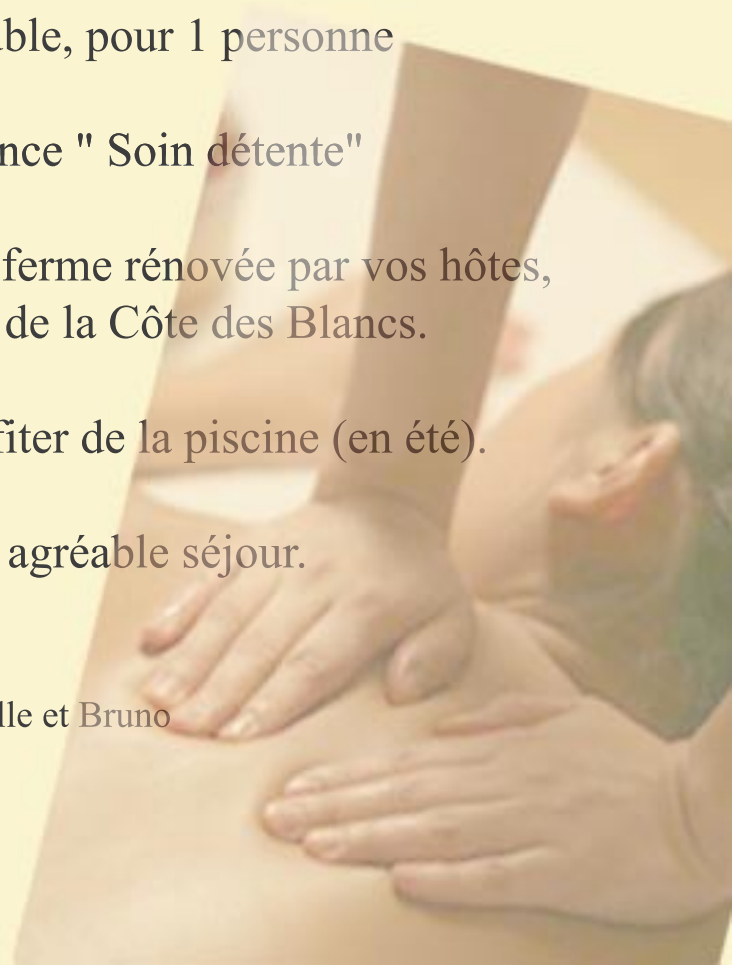 ble, pour 1 personne
nce " Soin détente"
ferme rénovée par vos hôtes,
de la Côte des Blancs.
fiter de la piscine (en été).
agréable séjour.
lle et Bruno